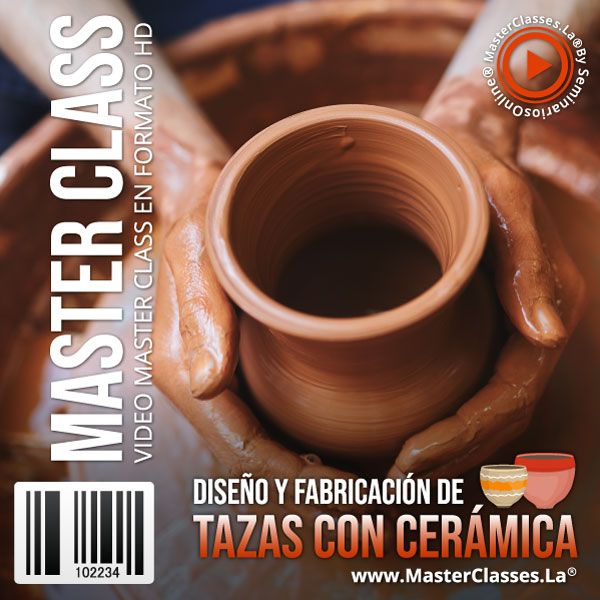 MASTER CLASS
VIDEO MASTER CLASS EN FORMATO HD
MasterClasses.La® By SeminariosOnline®
DISEÑO Y FABRICACIÓN DE
TAZAS CON CERÁMICA
www.MasterClasses.La®
102234